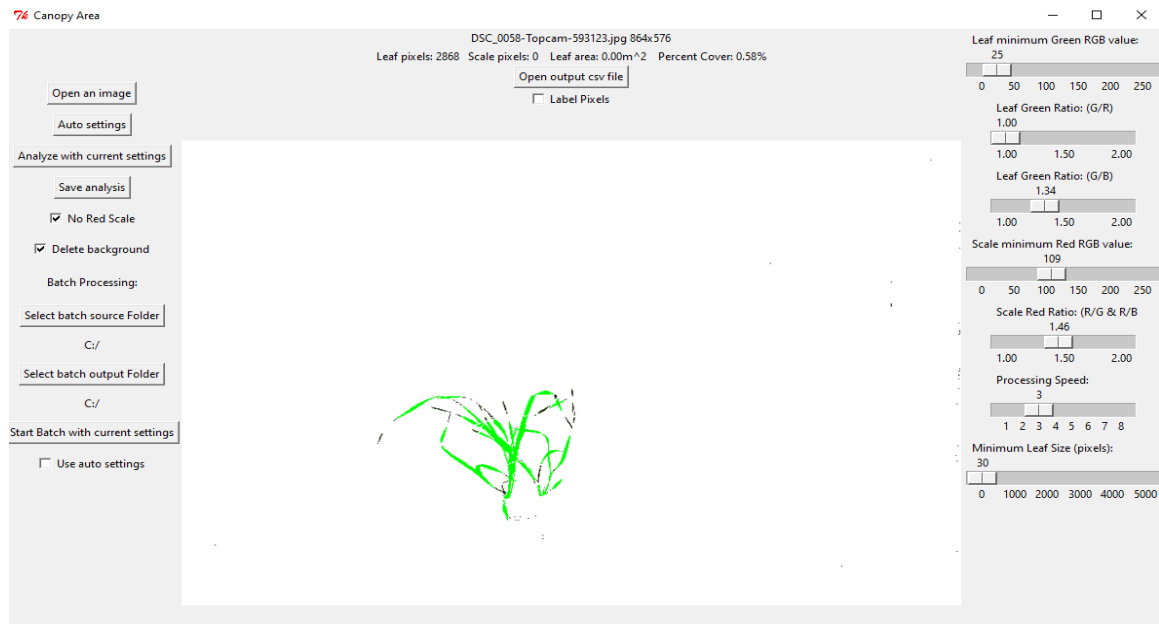 Canopy Area
DSC_0058-Topcam-593123.jpg 864x576
Leaf pixels: 2868 Scale pixels: 0 Leaf area: 0.00m^2 Percent Cover: 0.58%
Open output csv file
Label Pixels
Open an image
Auto settings
Analyze with current settings
Save analysis
No Red Scale
Delete background
Batch Processing:
Select batch source Folder
C:/
Select batch output Folder
C:/
Start Batch with current settings
Use auto settings
Leaf minimum Green RGB value:
25
0 50 100 150 200 250
Leaf Green Ratio: (G/R)
1.00
1.00 1.50 2.00
Leaf Green Ratio: (G/B)
1.34
1.00 1.50 2.00
Scale minimum Red RGB value:
109
0 50 100 150 200 250
Scale Red Ratio: (R/G & R/B
1.46
1.00 1.50 2.00
Processing Speed:
3
1 2 3 4 5 6 7 8
Minimum Leaf Size (pixels):
30
0 1000 2000 3000 4000 5000